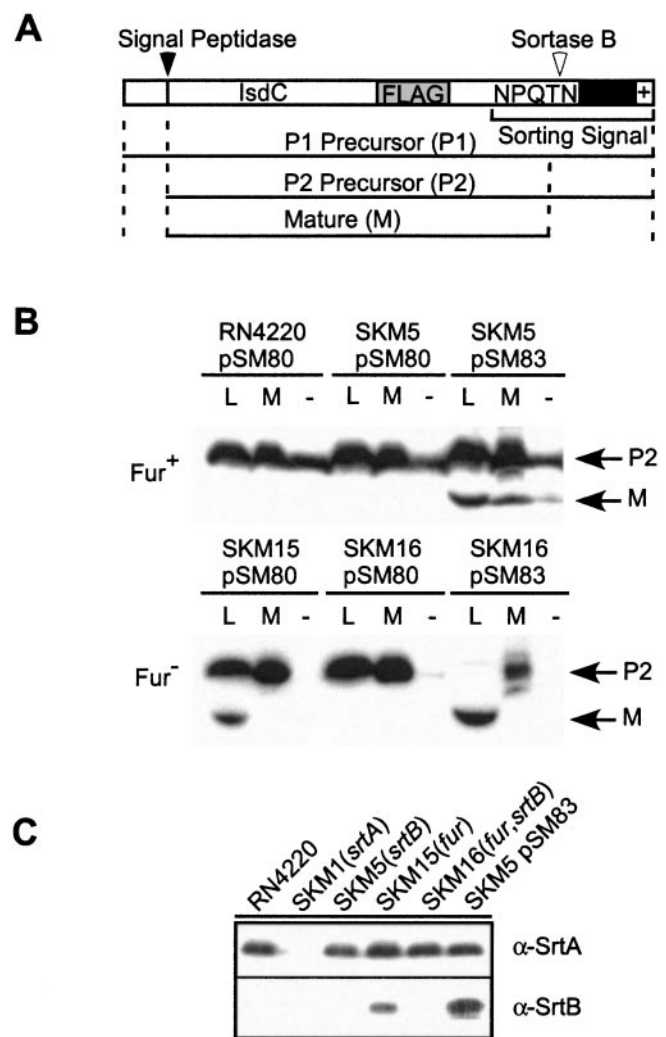 A
Signal Peptidase
Sortase B
IsdC
FLAG
NPQTN
+
Sorting Signal
P1 Precursor (P1)
P2 Precursor (P2)
Mature (M)
B
RN4220 SKM5 SKM5
pSM80 pSM80 pSM83
L M - L M - L M -
Fur+
P2
M
SKM15 SKM16 SKM16
pSM80 pSM80 pSM83
L M - L M - L M -
Fur-
P2
M
C
RN4220
SKM1(srtA)
SKM5(srtB)
SKM15(fur)
SKM16(fur,srtB)
SKM5 pSM83
α-SrtA
α-SrtB